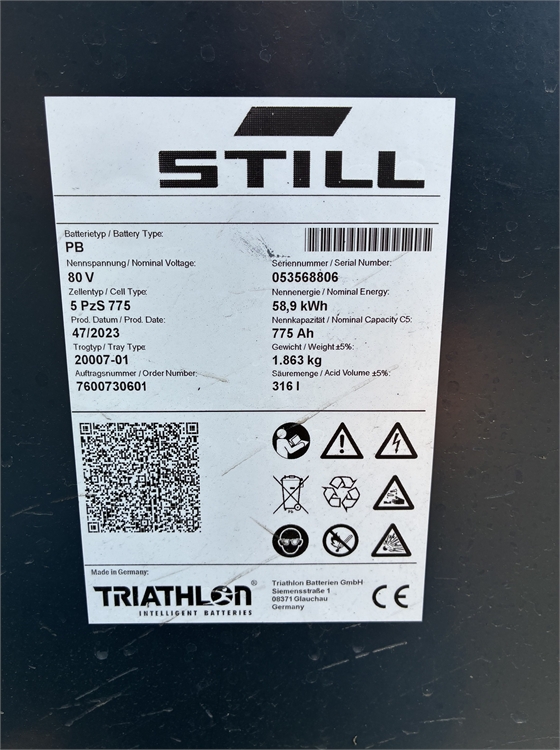 STILL
Batterietyp / Battery Type:
PB
Nennspannung / Nominal Voltage:
Seriennummer / Serial Number:
80 V
053568806
Zellentyp / Cell Type:
Nennenergie / Nominal Energy:
5 PzS 775
58,9 kWh
Prod. Datum / Prod. Date:
Nennkapazität / Nominal Capacity C5:
47/2023
775 Ah
Trogtyp / Tray Type
Gewicht / Weight ±5%:
20007-01
1.863 kg
Auftragsnummer / Order Number:
Säuremenge / Acid Volume ±5%:
7600730601
316 l
Pb
Made in Germany:
TRIATHLON®
INTELLIGENT BATTERIES
Triathlon Batterien GmbH
Siemensstraße 1
08371 Glauchau
Germany
CE